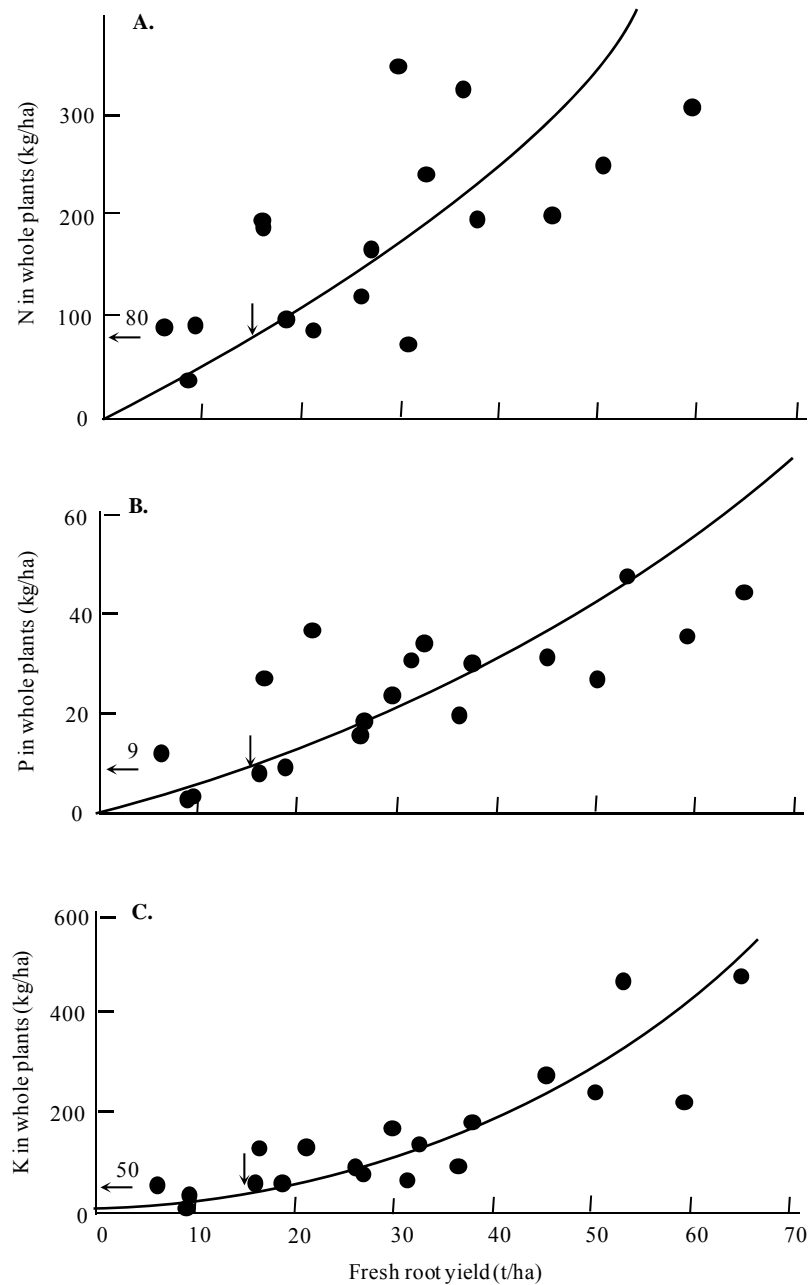 A.
N in whole plants (kg/ha)
300
200
100
80
0
B.
P in whole plants (kg/ha)
60
40
20
9
0
C.
K in whole plants (kg/ha)
600
400
200
50
0
0 10 20 30 40 50 60 70
Fresh root yield (t/ha)